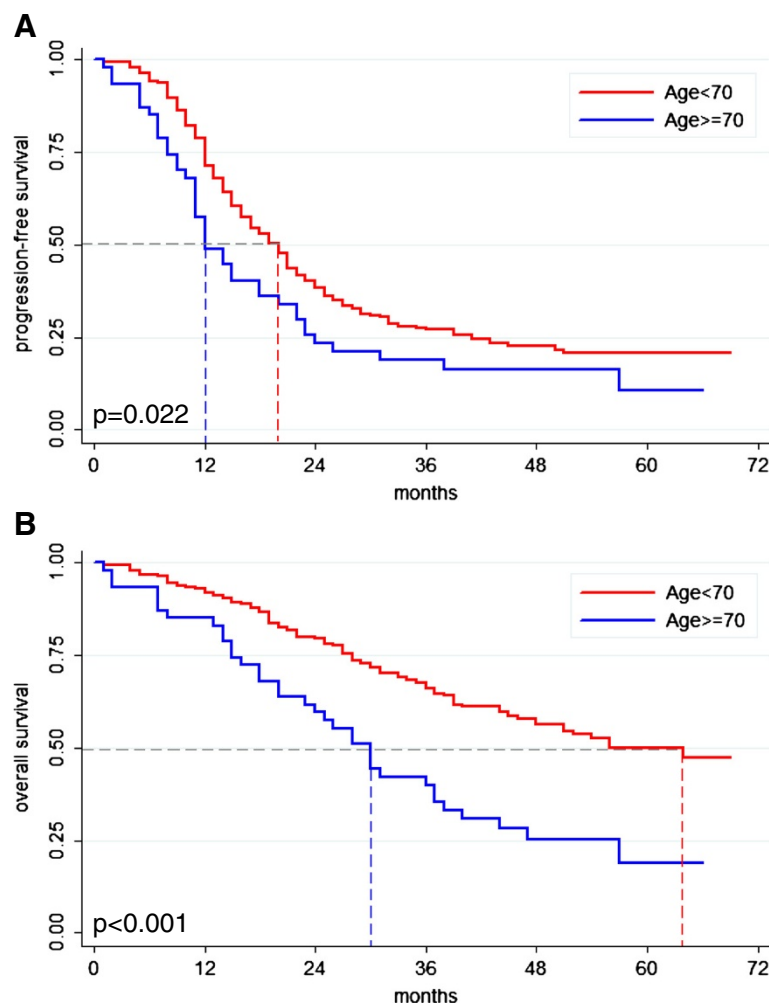 A
progression-free survival
1.00
0.75
0.50
0.25
0.00
Age<70
Age>=70
p=0.022
0 12 24 36 48 60 72
months
B
overall survival
1.00
0.75
0.50
0.25
0.00
Age<70
Age>=70
p<0.001
0 12 24 36 48 60 72
months